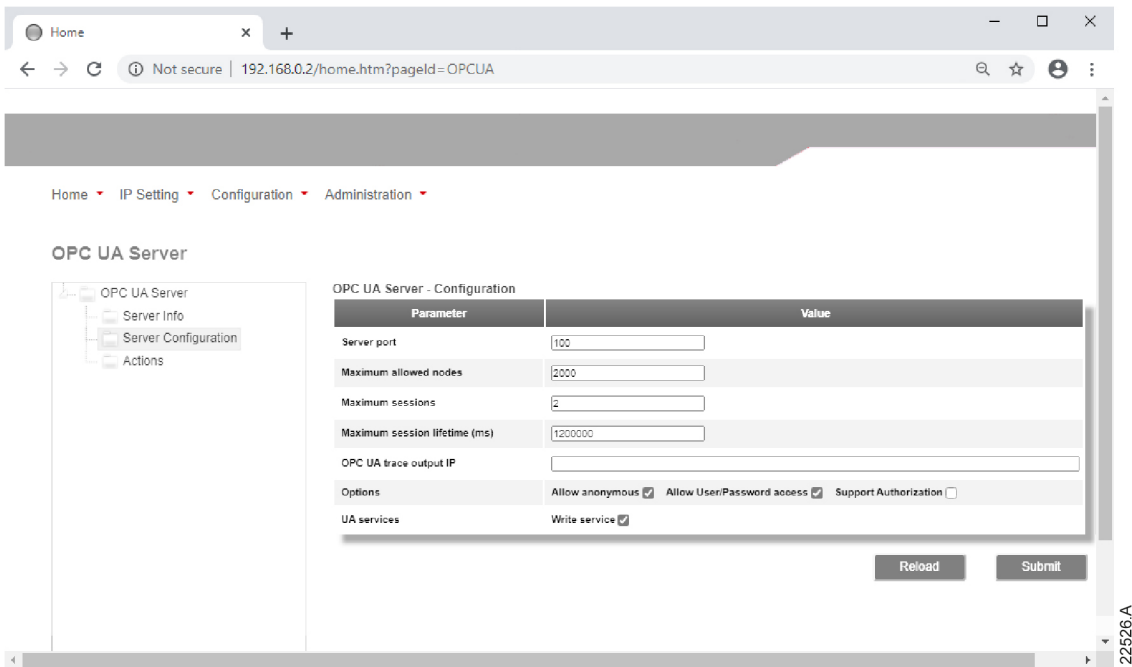 Home
Not secure | 192.168.0.2/home.htm?pageId=OPCUA
Home IP Setting Configuration Administration
OPC UA Server
OPC UA Server
Server Info
Server Configuration
Actions
OPC UA Server - Configuration
Parameter Value
Server port 100
Maximum allowed nodes 2000
Maximum sessions 2
Maximum session lifetime (ms) 1200000
OPC UA trace output IP
Options Allow anonymous Allow User/Password access Support Authorization
UA services Write service
Reload Submit
22526.A